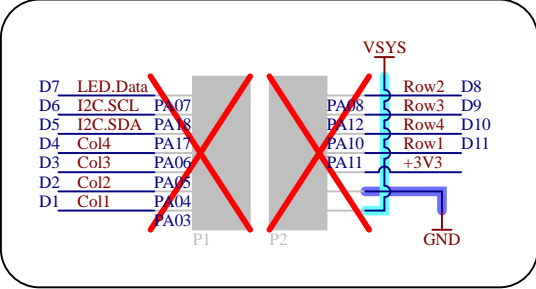 VSYS
D7 LED.Data Row2 D8
D6 I2C.SCL PA07 PA08 Row3 D9
D5 I2C.SDA PA18 PA12 Row4 D10
D4 Col4 PA17 PA10 Row1 D11
D3 Col3 PA06 PA11 +3V3
D2 Col2 PA05
D1 Col1 PA04
PA03
P1 P2 GND